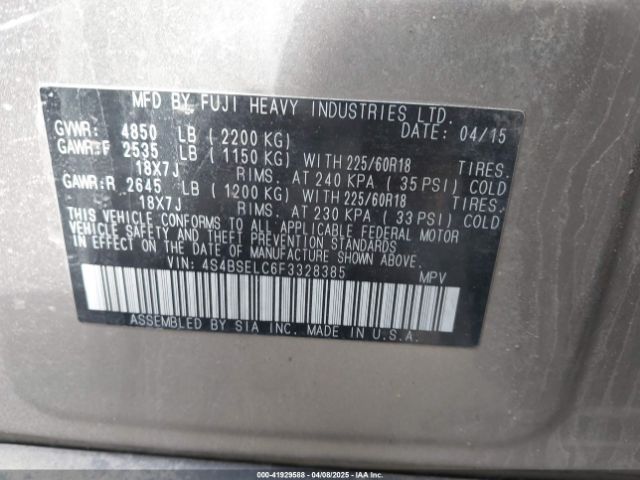 MFD BY FUJI HEAVY INDUSTRIES LTD.
GVWR: 4850 LB (2200 KG) DATE: 04/15
GAWR:F 2535 LB (1150 KG) WITH 225/60R18 TIRES.
18X7J RIMS. AT 240 KPA (35 PSI) COLD
GAWR:R 2645 LB (1200 KG) WITH 225/60R18 TIRES.
18X7J RIMS. AT 230 KPA (33 PSI) COLD
THIS VEHICLE CONFORMS TO ALL APPLICABLE FEDERAL MOTOR
VEHICLE SAFETY AND THEFT PREVENTION STANDARDS
IN EFFECT ON THE DATE OF MANUFACTURE SHOWN ABOVE.
VIN: 4S4BSELC6F3328385 MPV
ASSEMBLED BY SIA INC. MADE IN U.S.A.
000-41929588 - 04/08/2025 - IAAI.COM